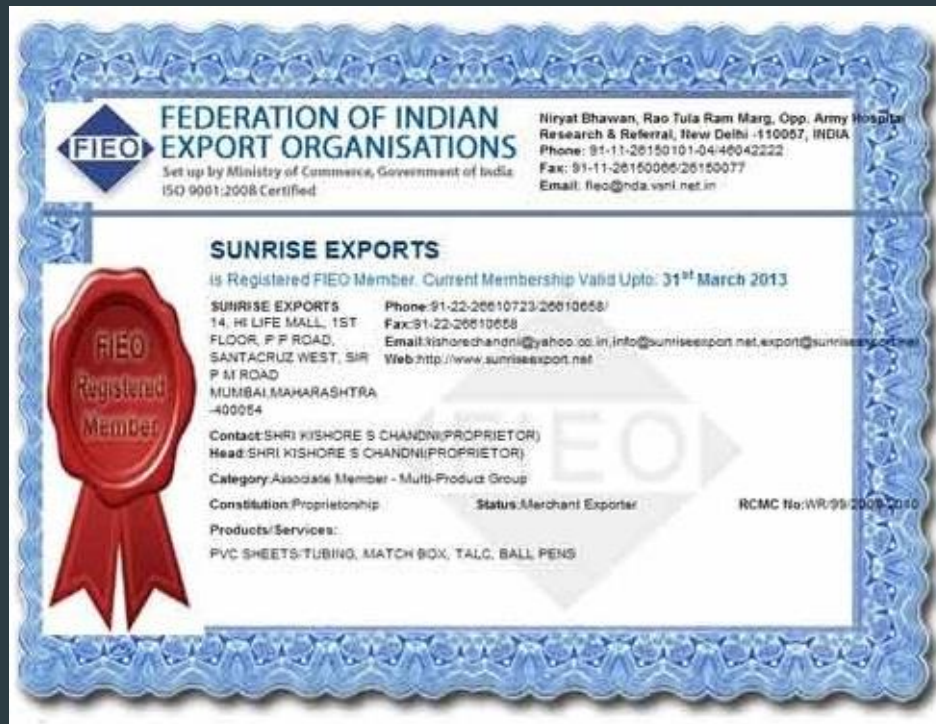 FIEO
FEDERATION OF INDIAN
EXPORT ORGANISATIONS
Set up by Ministry of Commerce, Government of India
ISO 9001:2008 Certified
Niryat Bhawan, Rao Tula Ram Marg, Opp. Army Hospital
Research & Referral, New Delhi -110057, INDIA
Phone: 91-11-26150101-04/46042222
Fax: 91-11-26150066/26150077
Email: fieo@nda.vsnl.net.in
SUNRISE EXPORTS
is Registered FIEO Member. Current Membership Valid Upto: 31st March 2013
FIEO
Registered
Member
SUNRISE EXPORTS
14, HI LIFE MALL, 1ST
FLOOR, P P ROAD,
SANTACRUZ WEST, SIR
P M ROAD
MUMBAI,MAHARASHTRA
-400054
Phone:91-22-26610723/26610658/
Fax:91-22-26610658
Email:kishorechandni@yahoo.co.in,info@sunriseexport.net,export@sunriseexport.net
Web:http://www.sunriseexport.net
Contact:SHRI KISHORE S CHANDNI(PROPRIETOR)
Head:SHRI KISHORE S CHANDNI(PROPRIETOR)
Category:Associate Member - Multi-Product Group
Constitution:Proprietorship
Status:Merchant Exporter
RCMC No:WR/99/2009-2010
Products/Services:
PVC SHEETS/TUBING, MATCH BOX, TALC, BALL PENS
FIEO